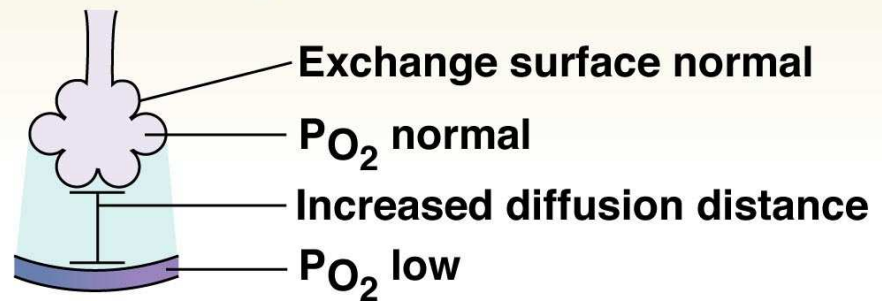 Exchange surface normal
PO2 normal
Increased diffusion distance
PO2 low